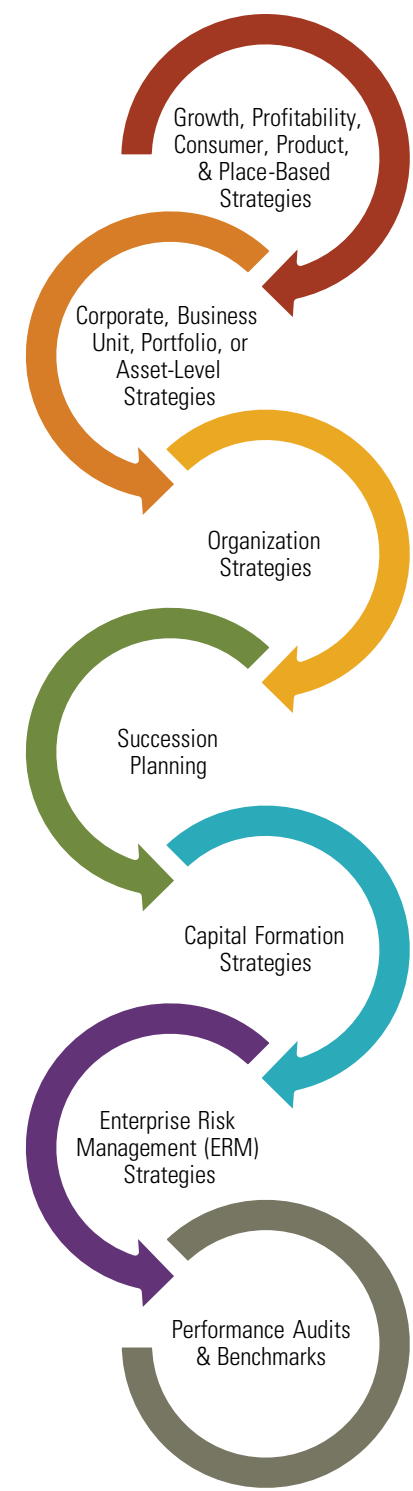 Growth, Profitability,
Consumer, Product,
& Place-Based
Strategies
Corporate, Business
Unit, Portfolio, or
Asset-Level
Strategies
Organization
Strategies
Succession
Planning
Capital Formation
Strategies
Enterprise Risk
Management (ERM)
Strategies
Performance Audits
& Benchmarks